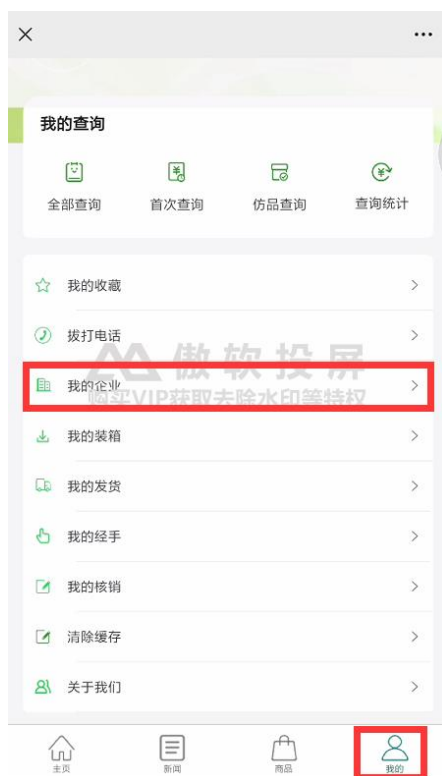 我的查询
全部查询
首次查询
仿品查询
查询统计
我的收藏
拔打电话
傲软投屏
我的企业
购买VIP获取去除水印等特权
我的装箱
我的发货
我的经手
我的核销
清除缓存
关于我们
主页
新闻
商品
我的